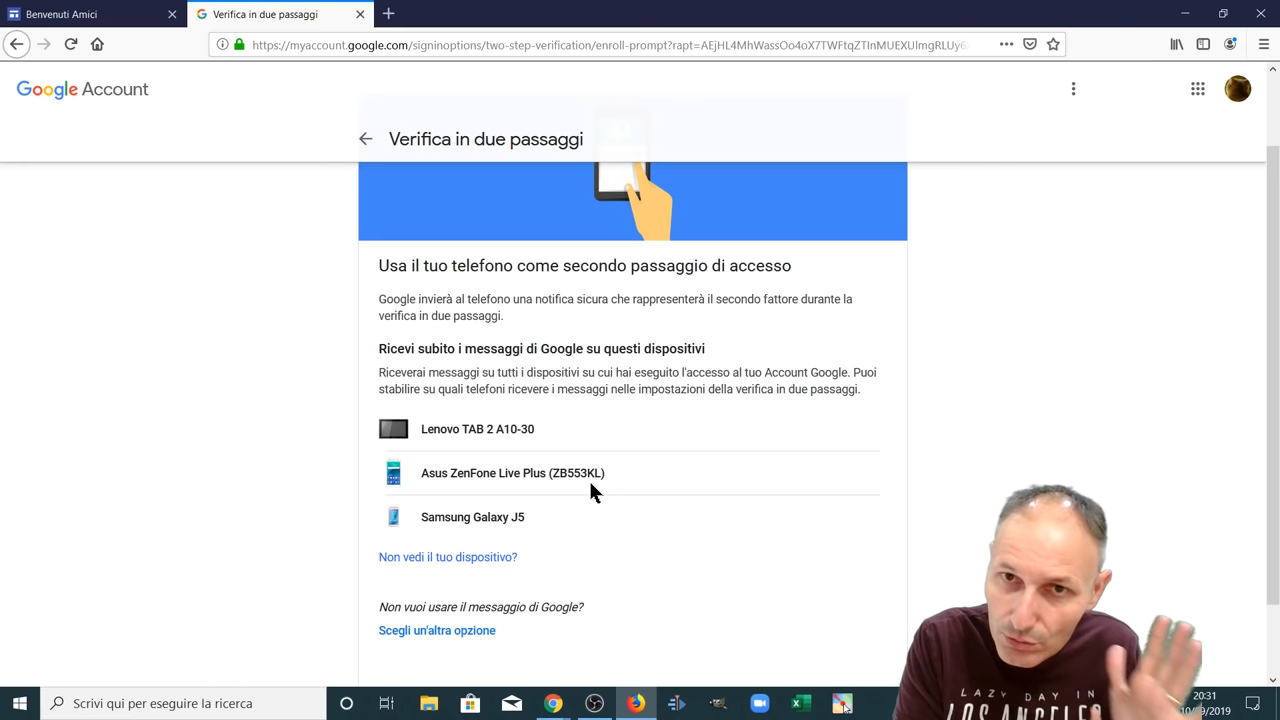 Benvenuti Amici
Verifica in due passaggi
https://myaccount.google.com/signinoptions/two-step-verification/enroll-prompt?rapt=
Google Account
Verifica in due passaggi
Usa il tuo telefono come secondo passaggio di accesso
Google invierà al telefono una notifica sicura che rappresenterà il secondo fattore durante la
verifica in due passaggi.
Ricevi subito i messaggi di Google su questi dispositivi
Riceverai messaggi su tutti i dispositivi su cui hai eseguito l'accesso al tuo Account Google. Puoi
stabilire su quali telefoni ricevere i messaggi nelle impostazioni della verifica in due passaggi.
Lenovo TAB 2 A10-30
Asus ZenFone Live Plus (ZB553KL)
Samsung Galaxy J5
Non vedi il tuo dispositivo?
Non vuoi usare il messaggio di Google?
Scegli un'altra opzione
LAZY DAY IN
LOS ANGELES
Scrivi qui per eseguire la ricerca
20:31
10/09/2019